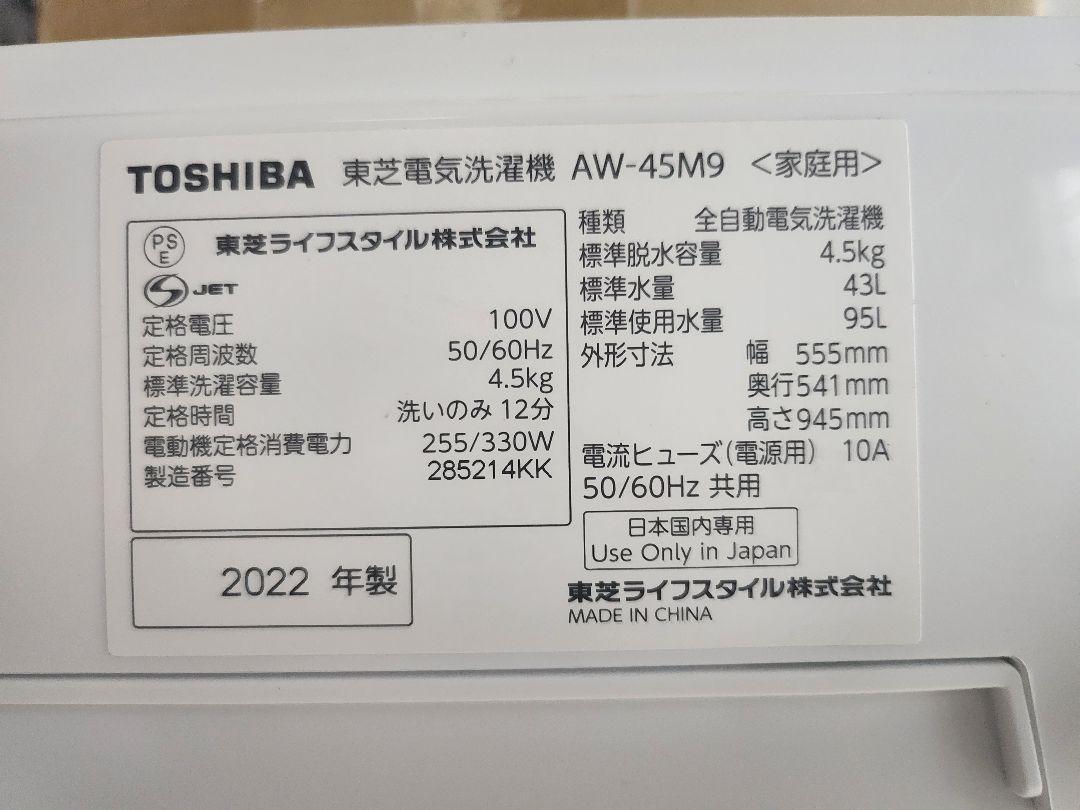 TOSHIBA 東芝電気洗濯機 AW-45M9 <家庭用>
PS
E
東芝ライフスタイル株式会社
S JET
定格電圧 100V
定格周波数 50/60Hz
標準洗濯容量 4.5kg
定格時間 洗いのみ 12分
電動機定格消費電力 255/330W
製造番号 285214KK
2022 年製
種類 全自動電気洗濯機
標準脱水容量 4.5kg
標準水量 43L
標準使用水量 95L
外形寸法 幅 555mm
奥行541mm
高さ945mm
電流ヒューズ(電源用) 10A
50/60Hz 共用
日本国内専用
Use Only in Japan
東芝ライフスタイル株式会社
MADE IN CHINA